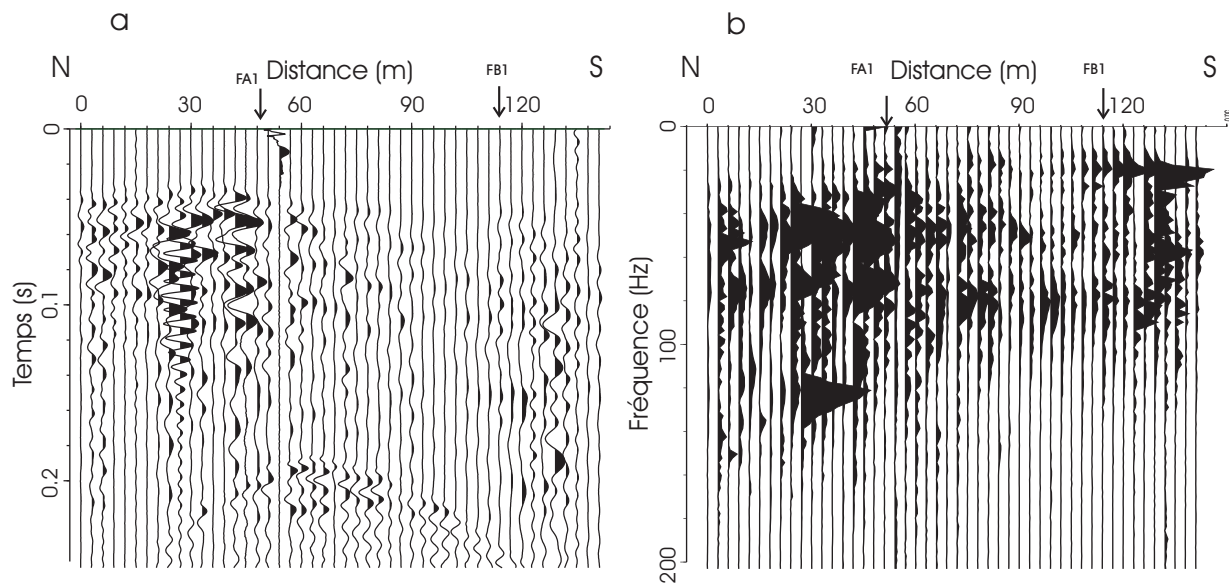 a
N
FA1
Distance (m)
FB1
S
0 30 60 90 120
Temps (s)
0
0.1
0.2
b
N
FA1
Distance (m)
FB1
S
0 30 60 90 120
Fréquence (Hz)
0
100
200